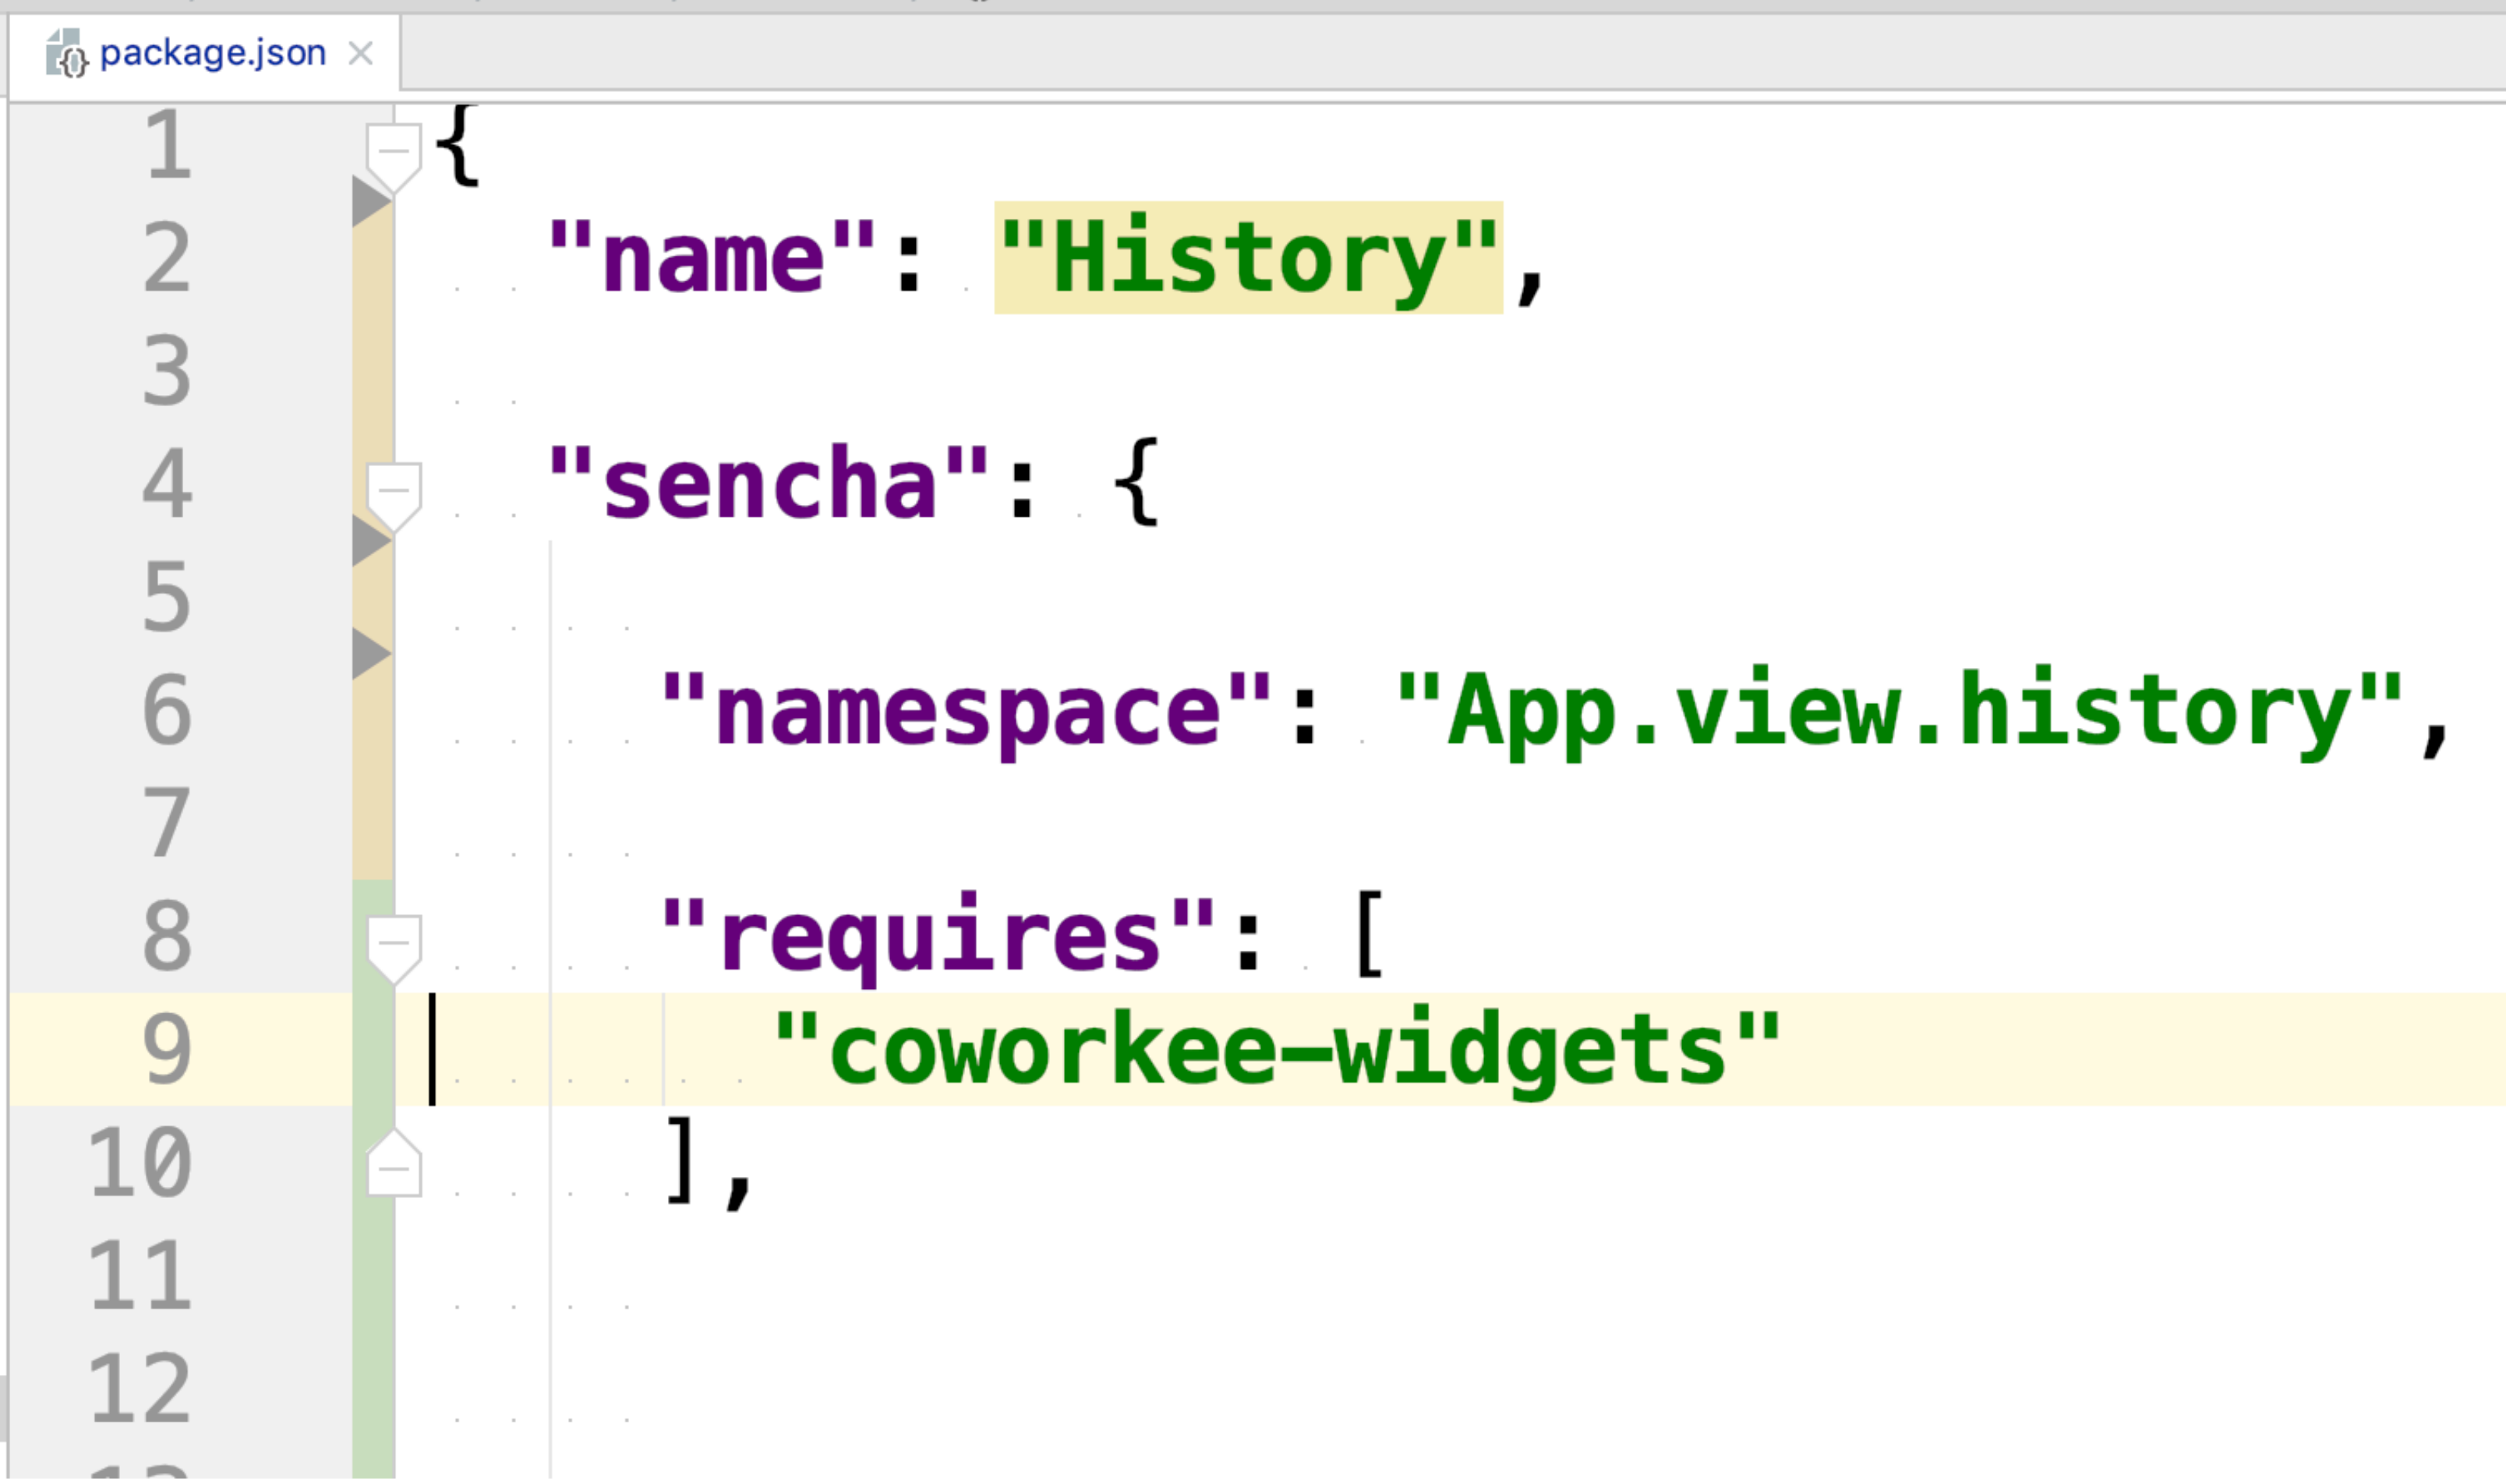 package.json
1 {
2 "name": "History",
3
4 "sencha": {
5
6 "namespace": "App.view.history",
7
8 "requires": [
9 "coworkee-widgets"
10 ],
11
12